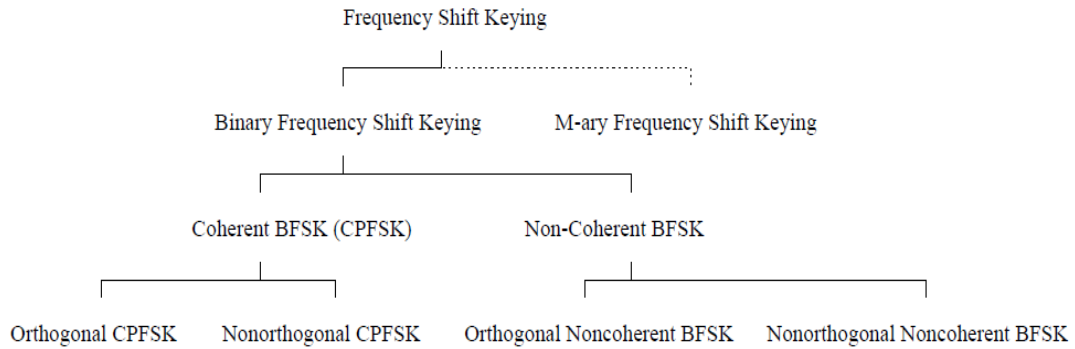 Frequency Shift Keying
Binary Frequency Shift Keying M-ary Frequency Shift Keying
Coherent BFSK (CPFSK) Non-Coherent BFSK
Orthogonal CPFSK Nonorthogonal CPFSK Orthogonal Noncoherent BFSK Nonorthogonal Noncoherent BFSK